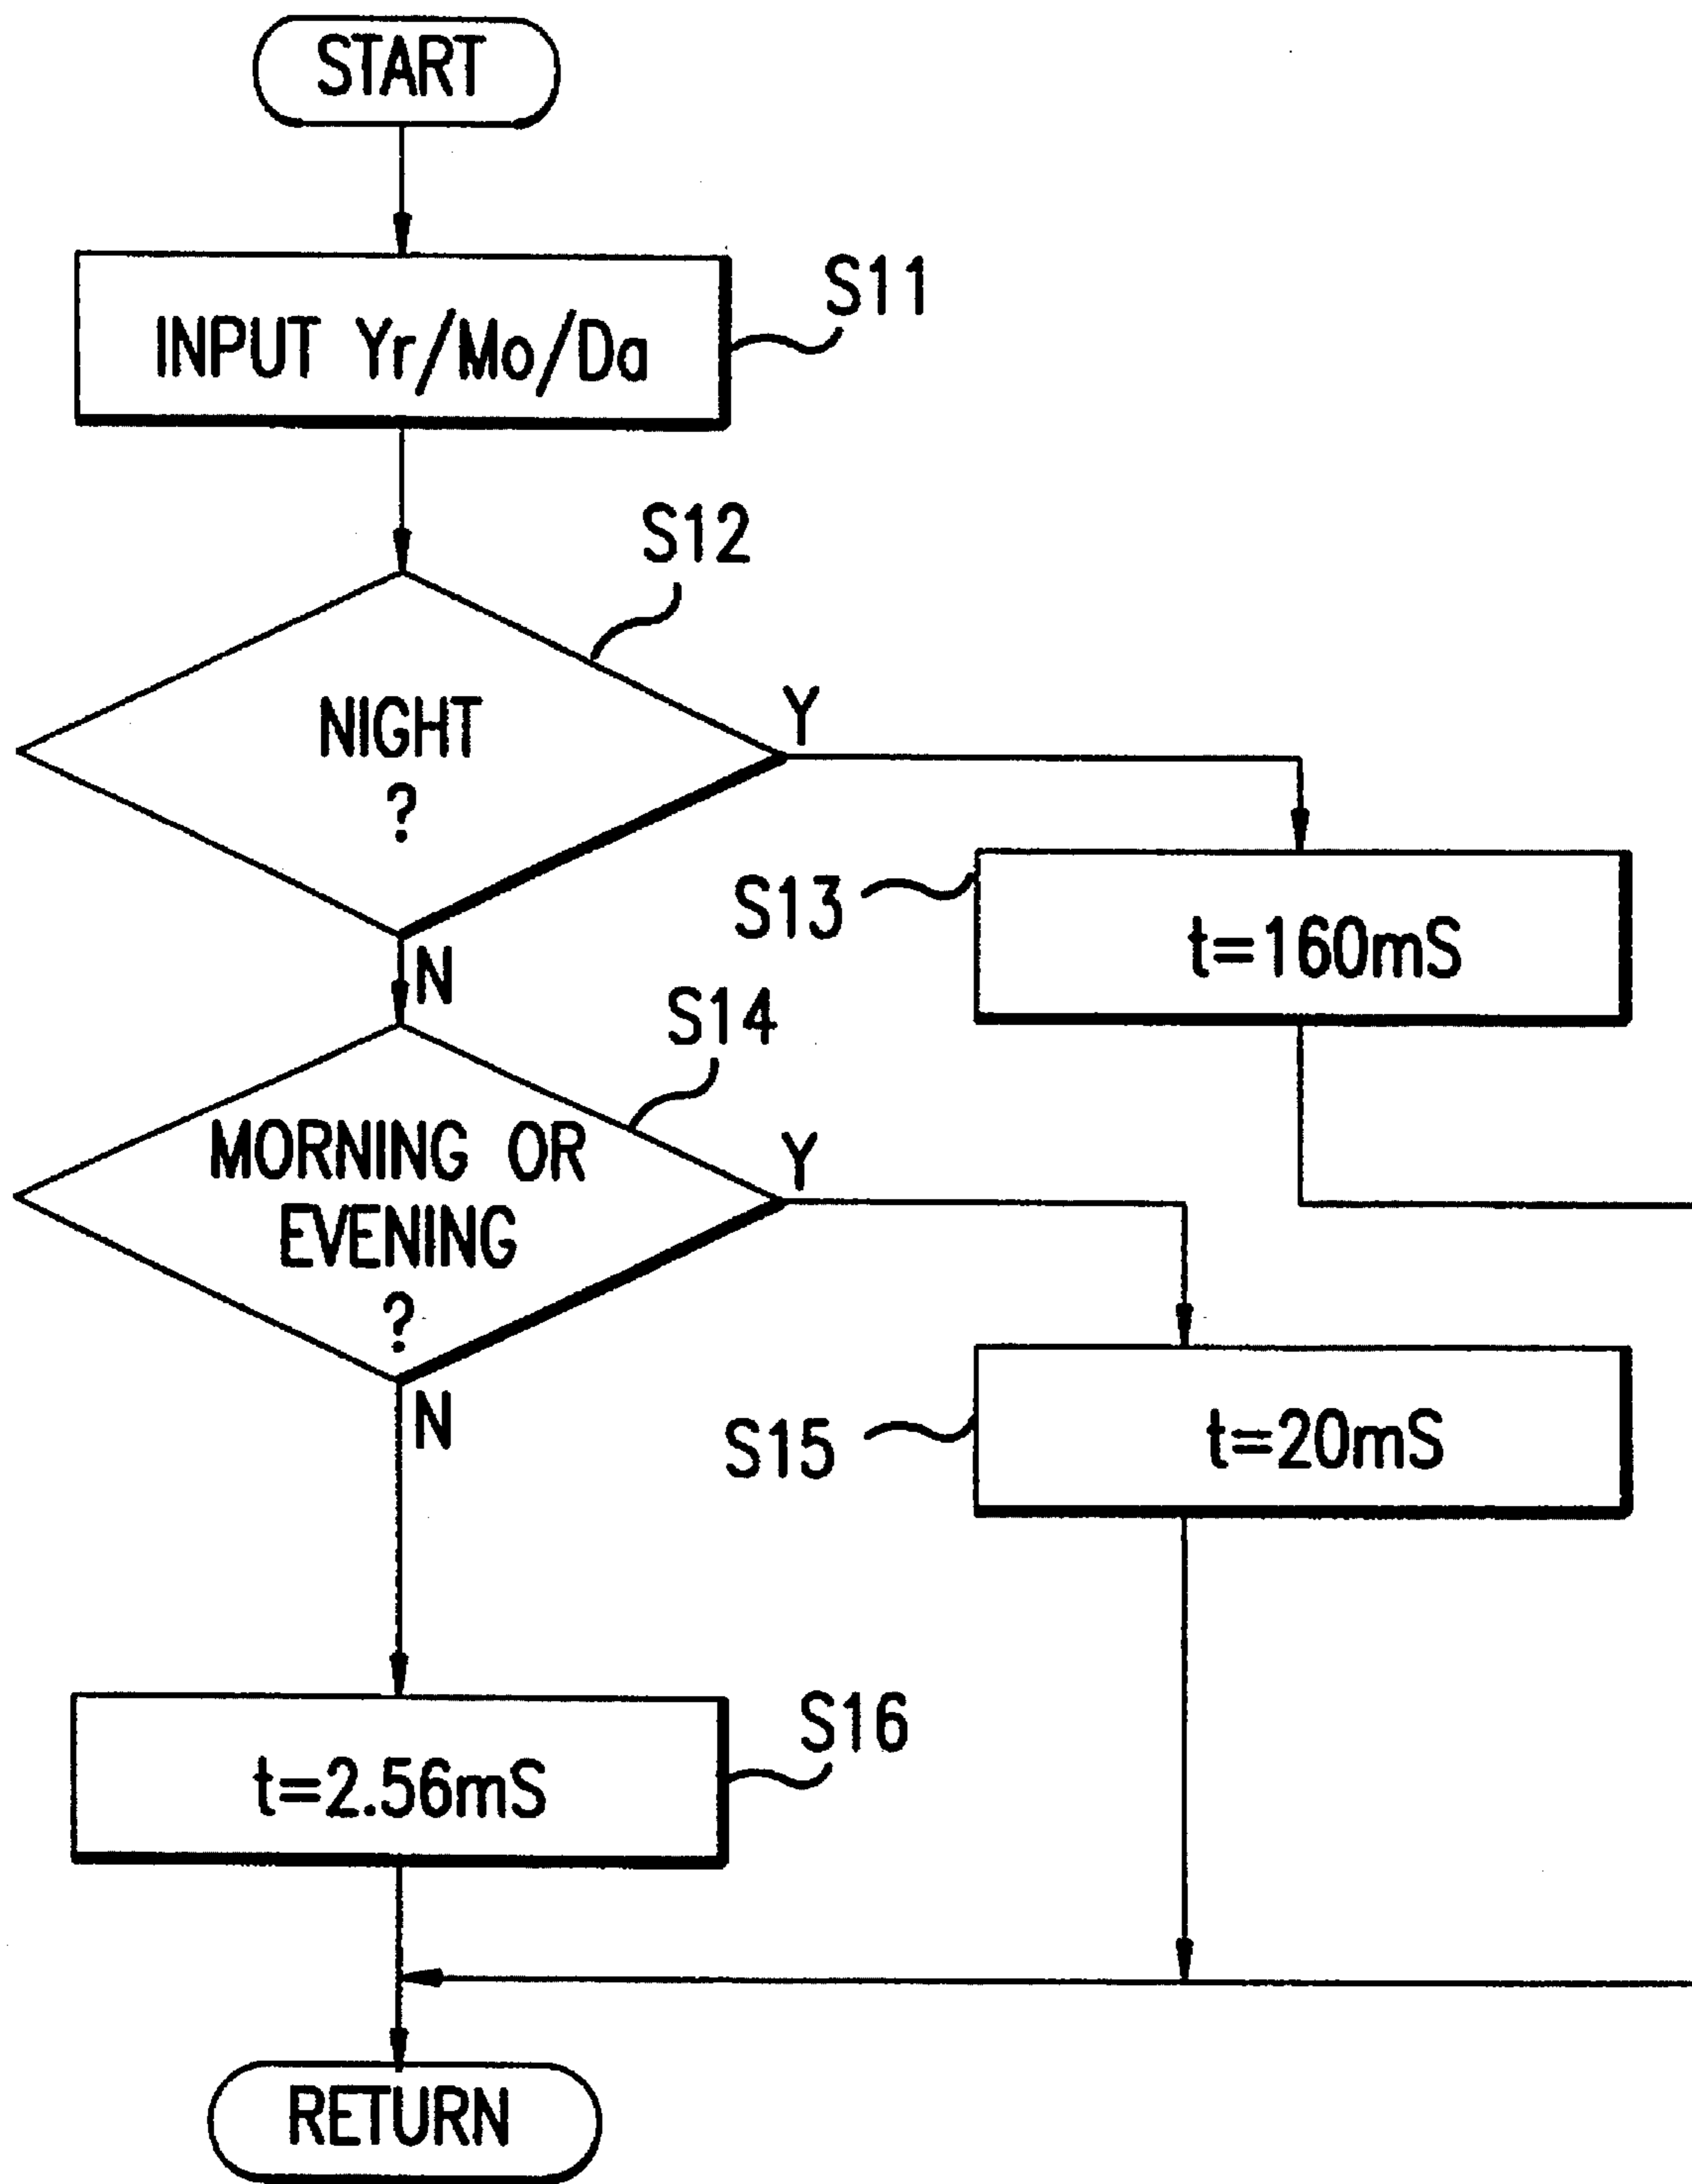 START
INPUT Yr/Mo/Da
S11
S12
NIGHT
?
Y
N
S13
t=160mS
S14
MORNING OR
EVENING
?
Y
N
S15
t=20mS
t=2.56mS
S16
RETURN